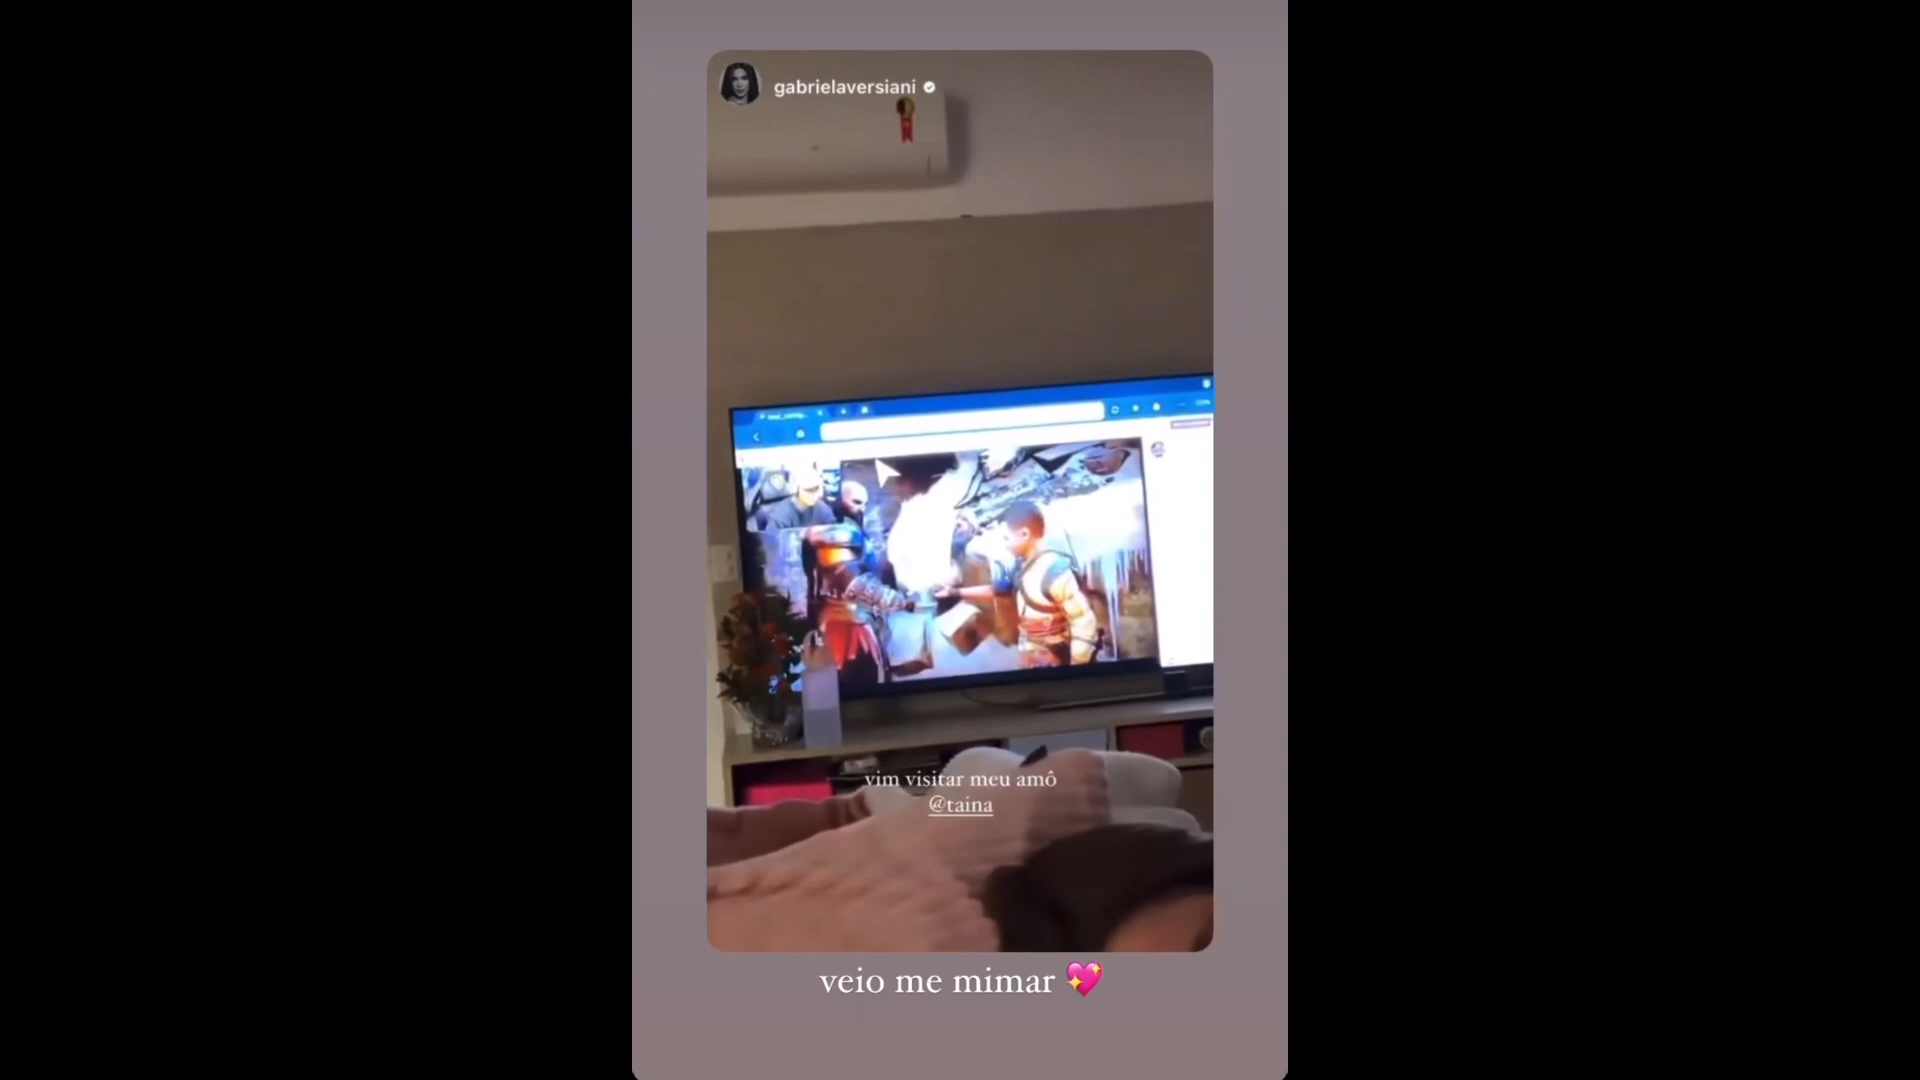 gabrielaversiani
vim visitar meu amô
@taina
veio me mimar 💖